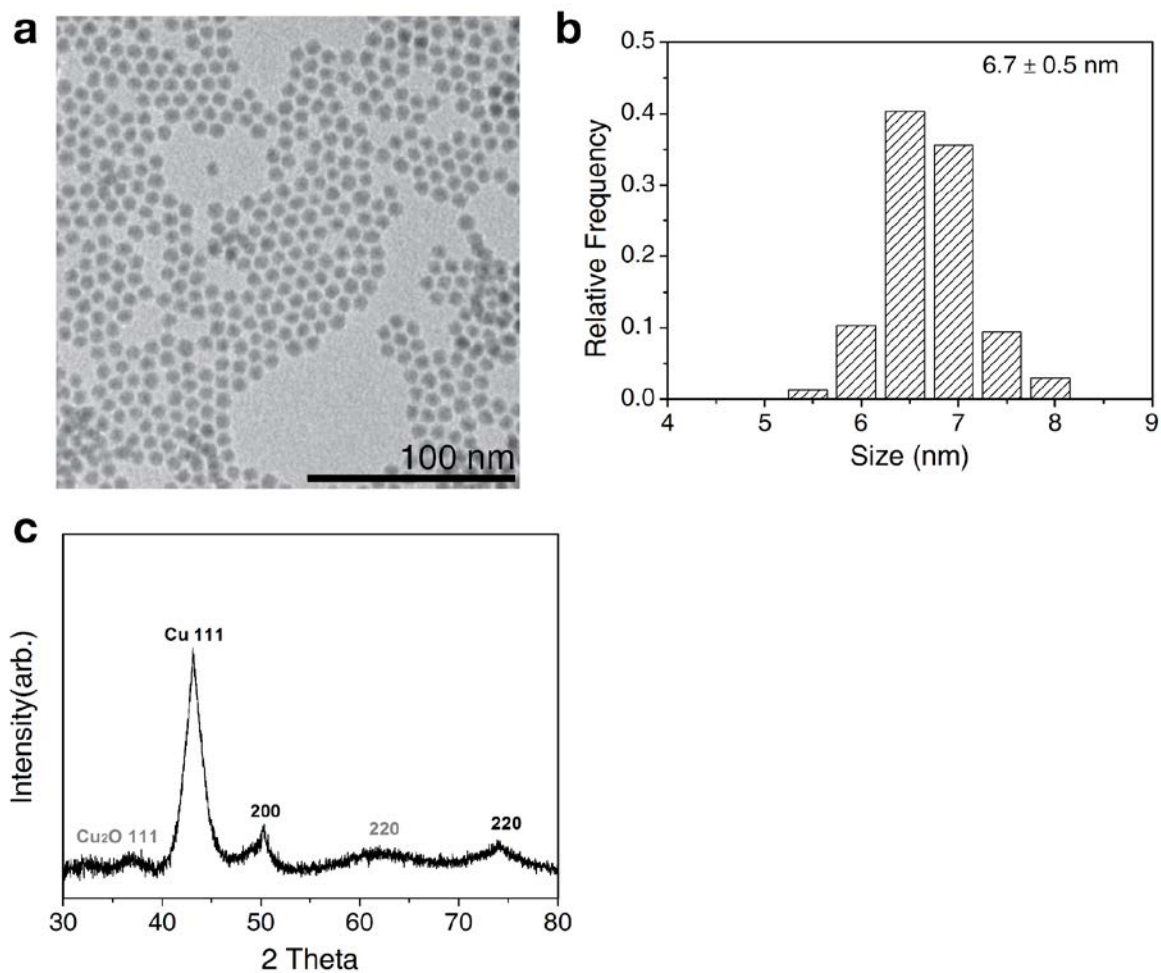 a
100 nm
b
0.5
0.4
0.3
0.2
0.1
0.0
Relative Frequency
6.7 ± 0.5 nm
4 5 6 7 8 9
Size (nm)
c
Intensity(arb.)
Cu₂O 111
Cu 111
200
220
220
30 40 50 60 70 80
2 Theta